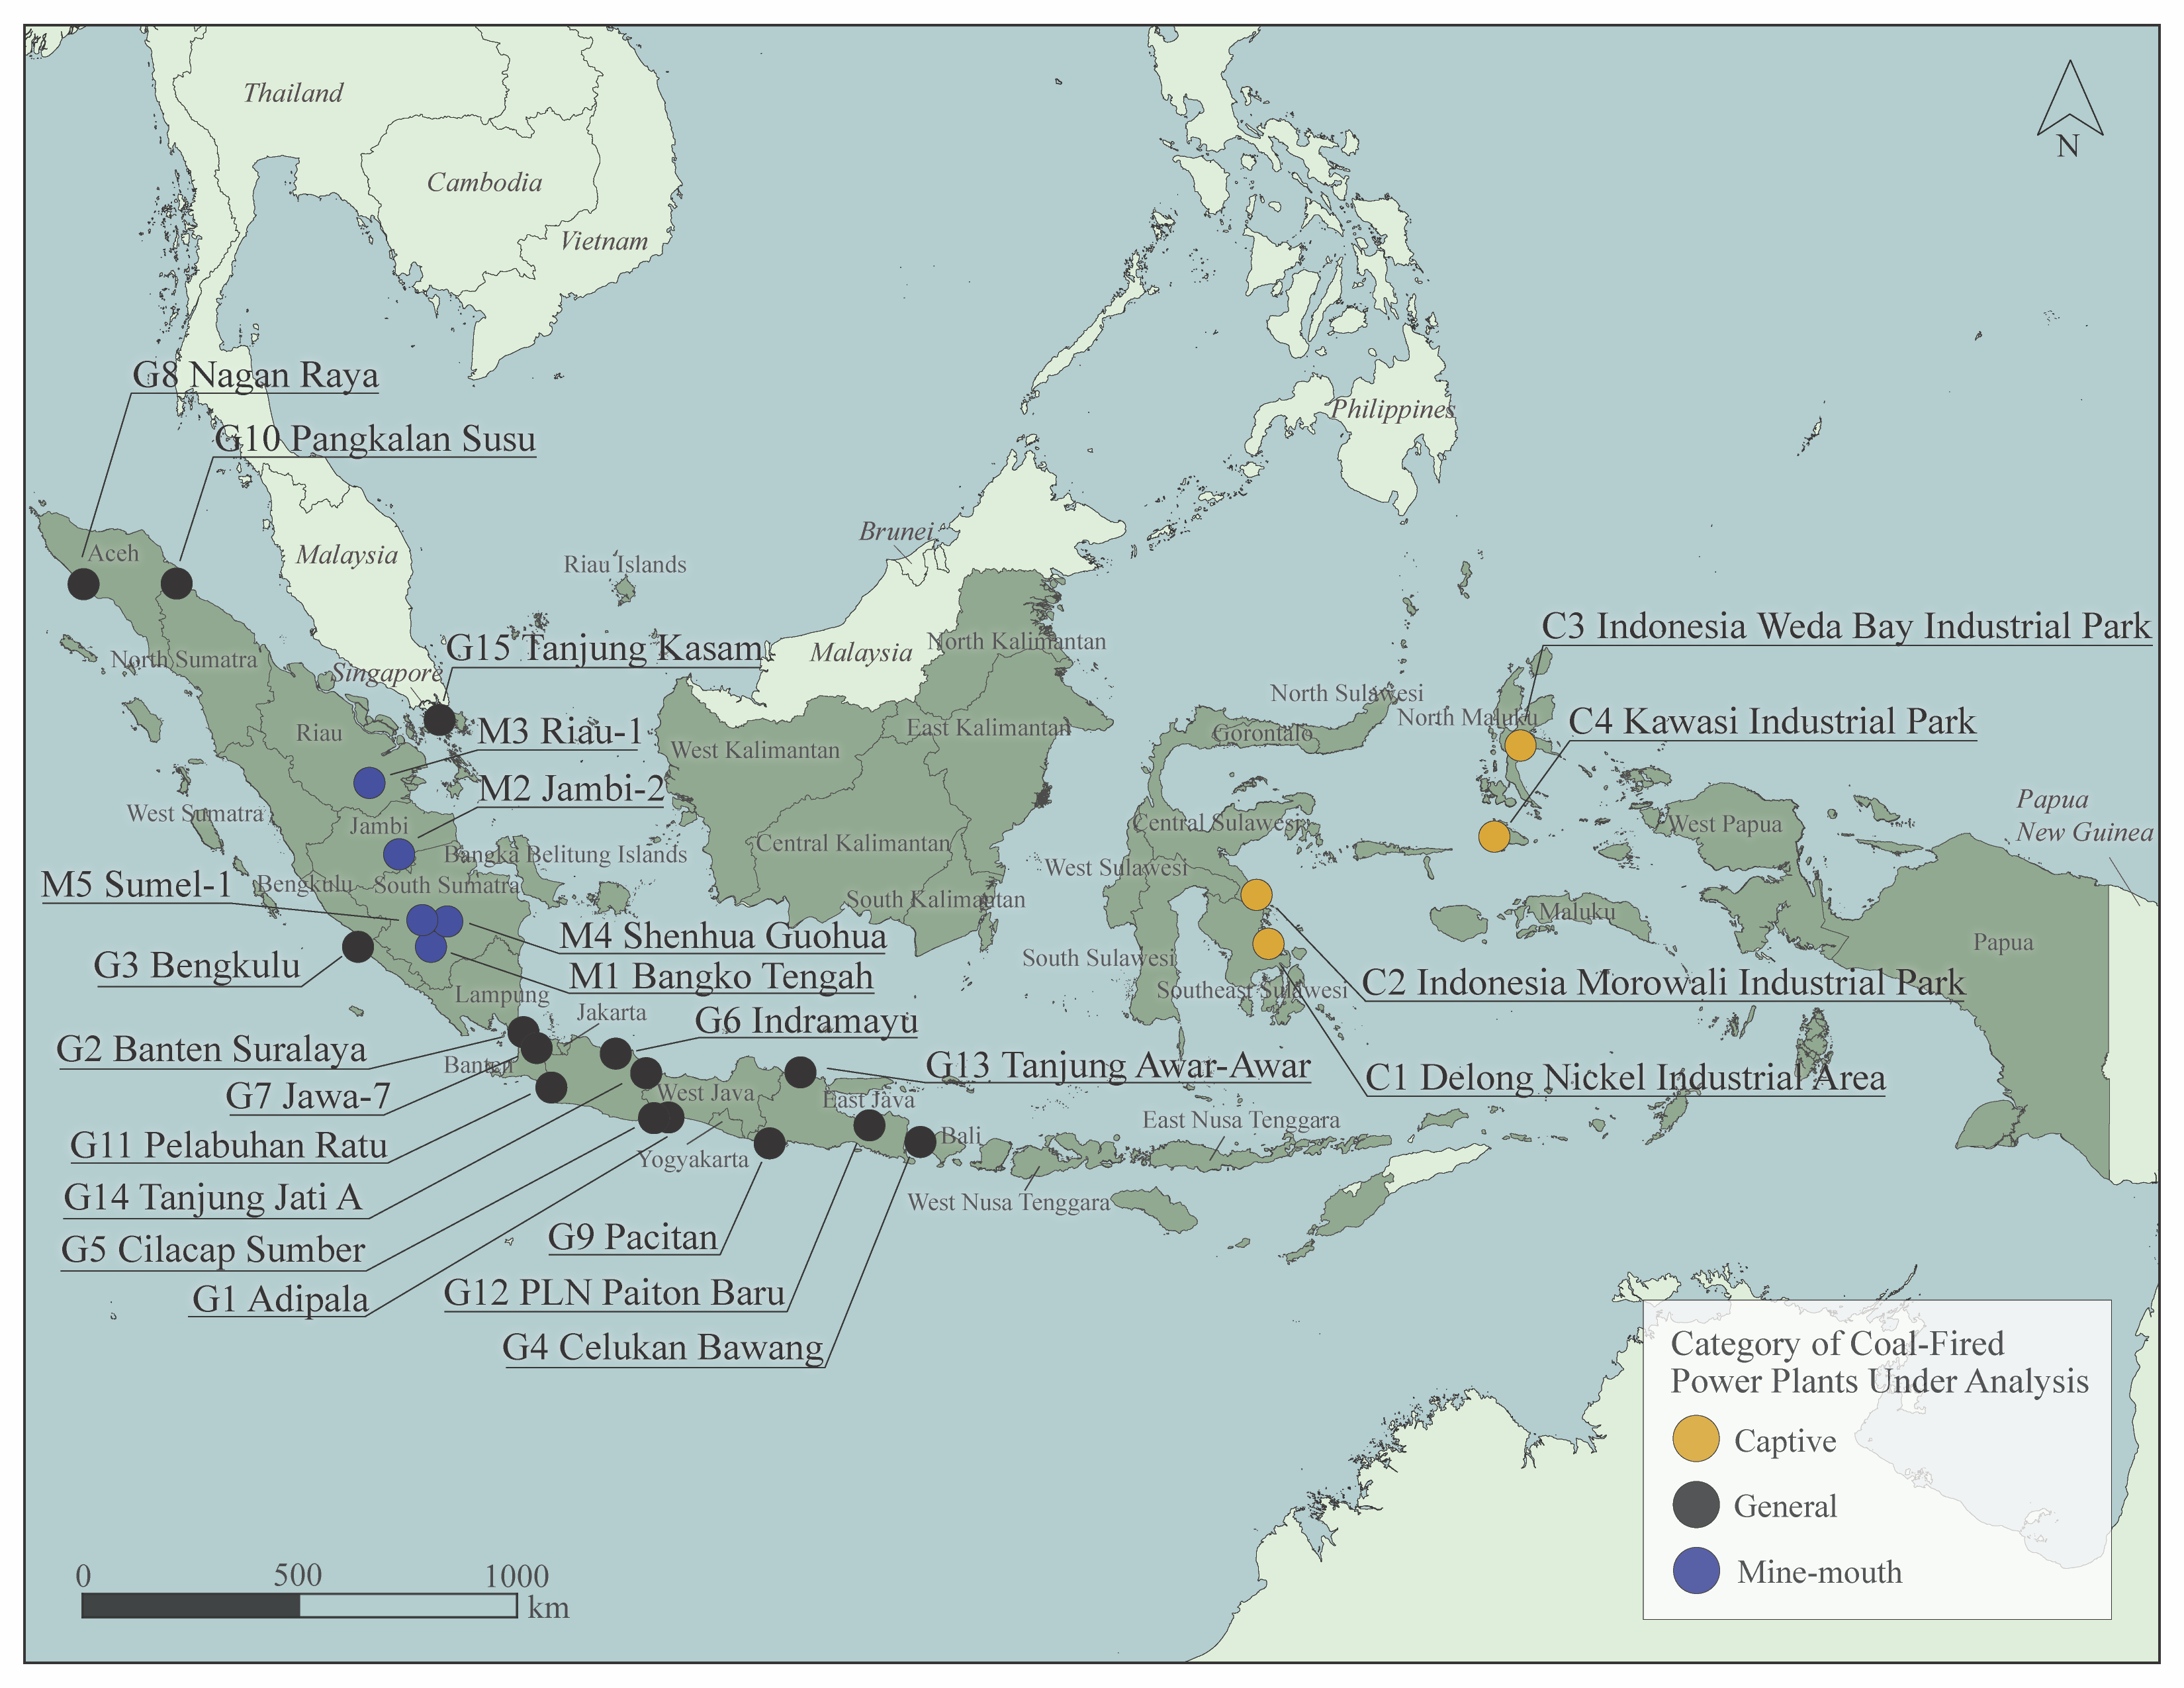 Thailand
N
Cambodia
Vietnam
G8 Nagan Raya
Philippines
G10 Pangkalan Susu
Brunei
Aceh
Malaysia
Riau Islands
C3 Indonesia Weda Bay Industrial Park
North Kalimantan
G15 Tanjung Kasam
Malaysia
North Sumatra
Singapore
North Sulawesi
North Maluku
C4 Kawasi Industrial Park
Riau
M3 Riau-1
East Kalimantan
Gorontalo
West Kalimantan
M2 Jambi-2
Papua
New Guinea
West Sumatra
Jambi
Central Sulawesi
West Papua
Central Kalimantan
Bangka Belitung Islands
West Sulawesi
M5 Sumel-1
Bengkulu
South Sumatra
South Kalimantan
Maluku
M4 Shenhua Guohua
Papua
G3 Bengkulu
South Sulawesi
M1 Bangko Tengah
C2 Indonesia Morowali Industrial Park
Southeast Sulawesi
Lampung
Jakarta
G6 Indramayu
G2 Banten Suralaya
Banten
G13 Tanjung Awar-Awar
C1 Delong Nickel Industrial Area
G7 Jawa-7
West Java
East Java
East Nusa Tenggara
G11 Pelabuhan Ratu
Bali
Yogyakarta
G14 Tanjung Jati A
West Nusa Tenggara
G5 Cilacap Sumber
G9 Pacitan
G1 Adipala
G12 PLN Paiton Baru
G4 Celukan Bawang
Category of Coal-Fired
Power Plants Under Analysis
Captive
General
Mine-mouth
0 500 1000
km